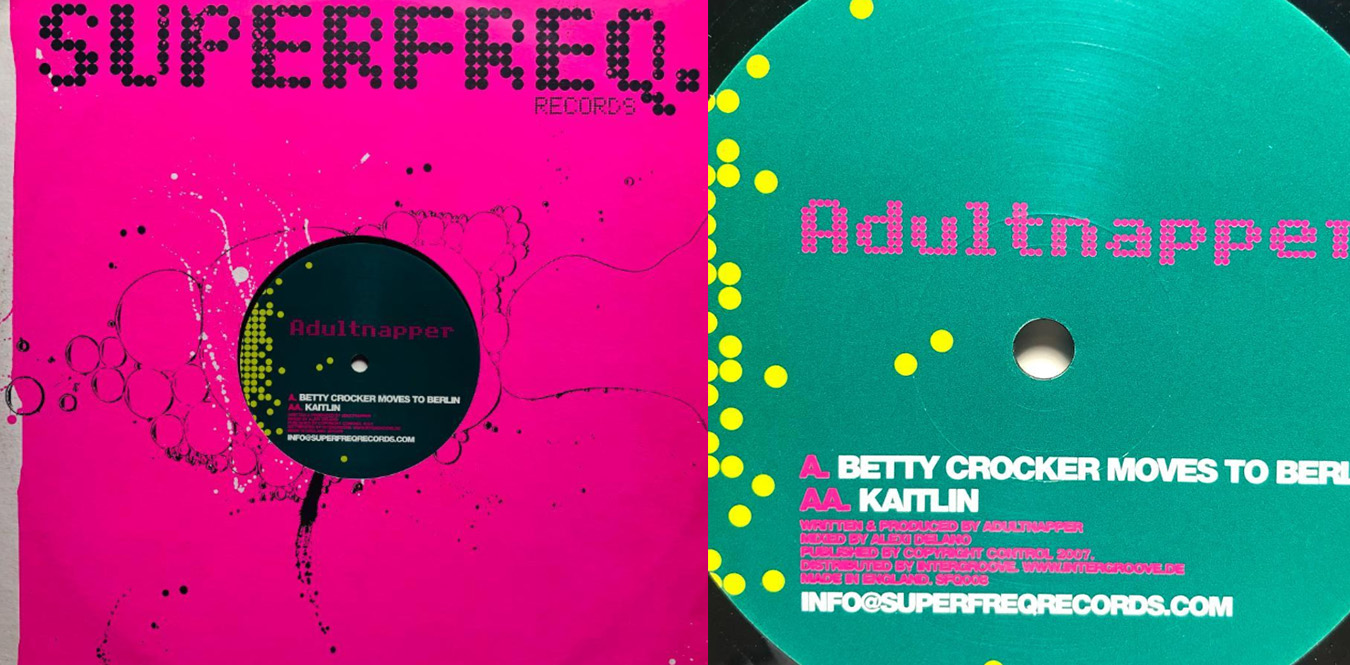 SUPERFREQ.
RECORDS
Adultnapper
A. BETTY CROCKER MOVES TO BERLIN
AA. KAITLIN
INFO@SUPERFREQRECORDS.COM
Adultnapper
A. BETTY CROCKER MOVES TO BERL
AA. KAITLIN
WRITTEN & PRODUCED BY ADULTNAPPER
MIXED BY ALEXI DELANO
PUBLISHED BY COPYRIGHT CONTROL 2007.
DISTRIBUTED BY INTERGROOVE. WWW.INTERGROOVE.DE
MADE IN ENGLAND.
INFO@SUPERFREQRECORDS.COM